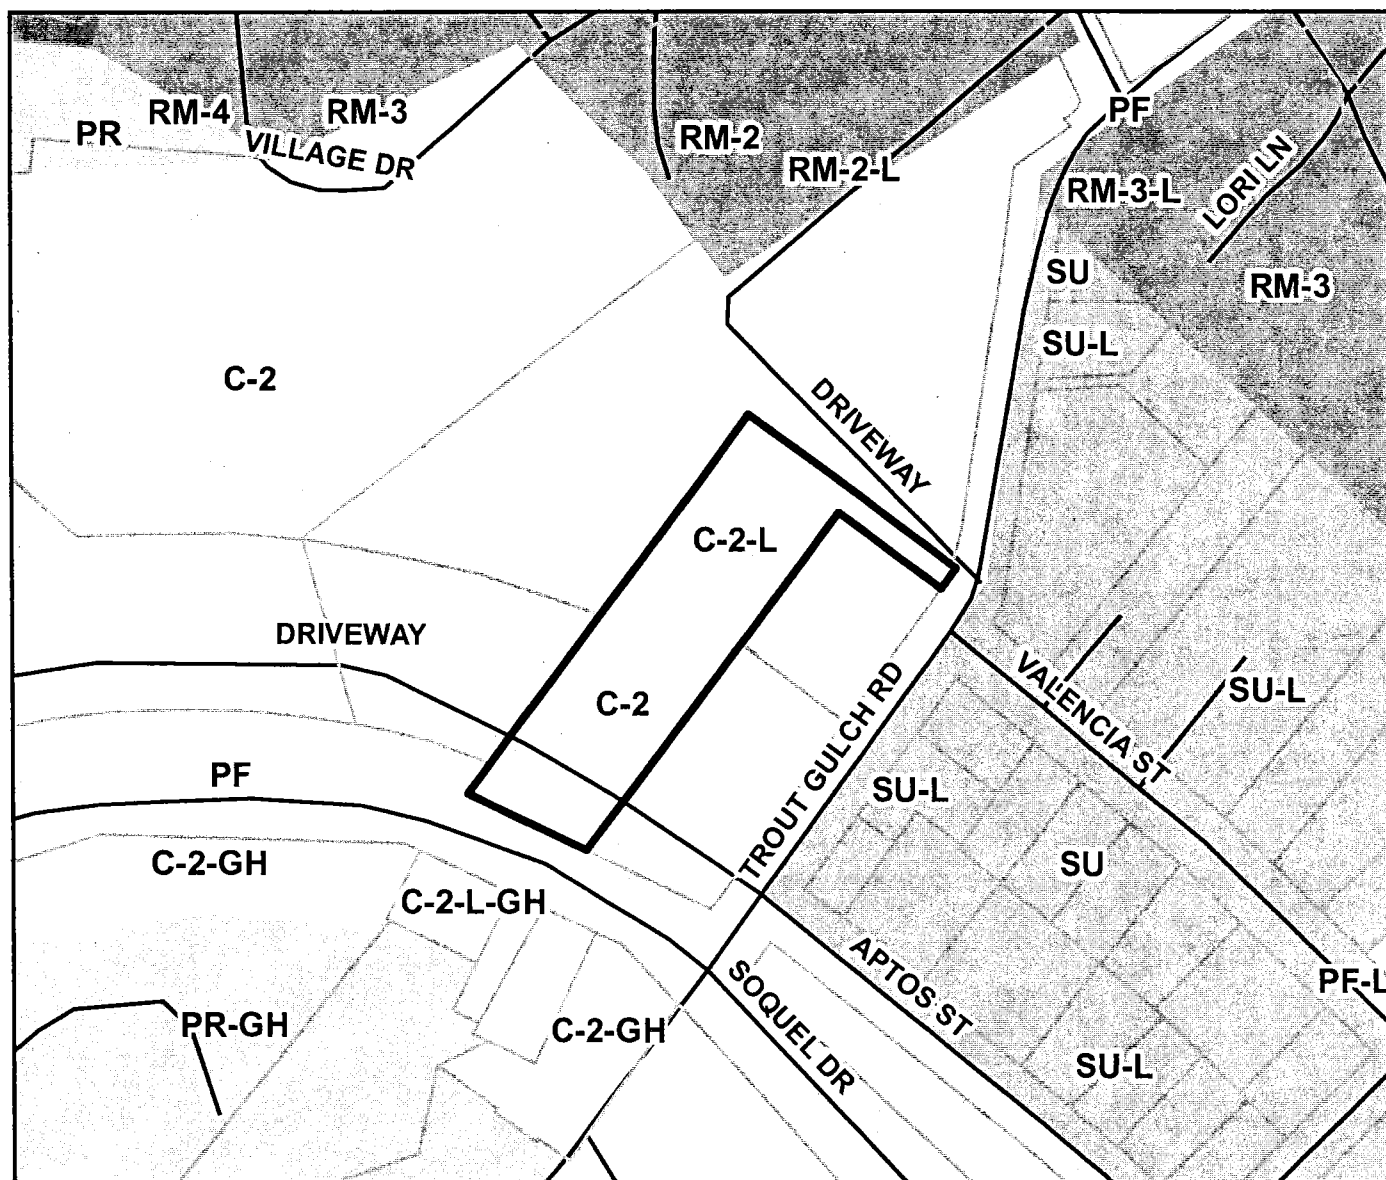 PF
RM-4
RM-3
PR
VILLAGE DR
RM-2
RM-2-L
RM-3-L
LORI LN
SU
RM-3
SU-L
C-2
DRIVEWAY
C-2-L
DRIVEWAY
C-2
VALENCIA ST
SU-L
TROUT GULCH RD
PF
SU-L
C-2-GH
SU
C-2-L-GH
APTOS ST
PF-L
SOQUEL DR
PR-GH
C-2-GH
SU-L